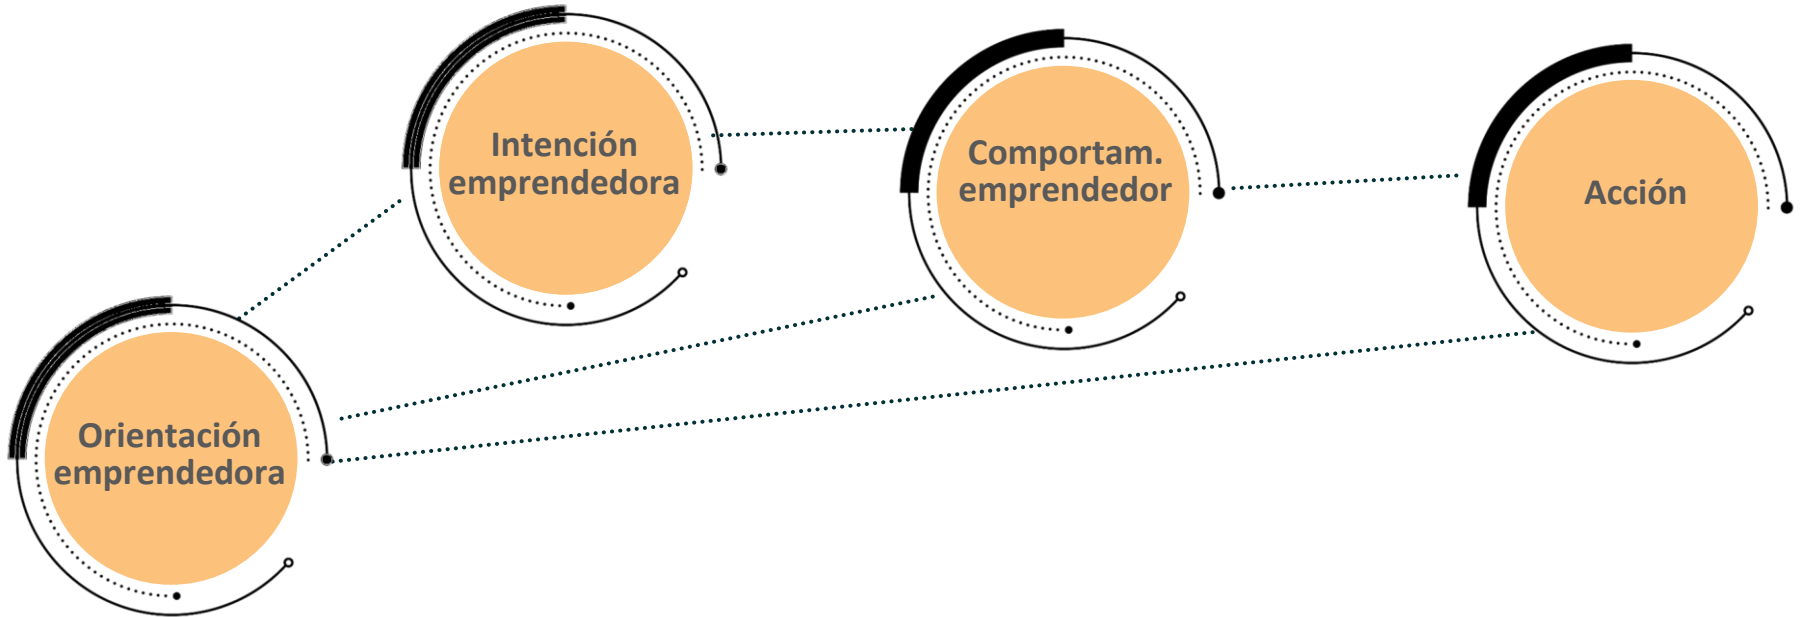 Intención
emprendedora
Comportam.
emprendedor
Acción
Orientación
emprendedora